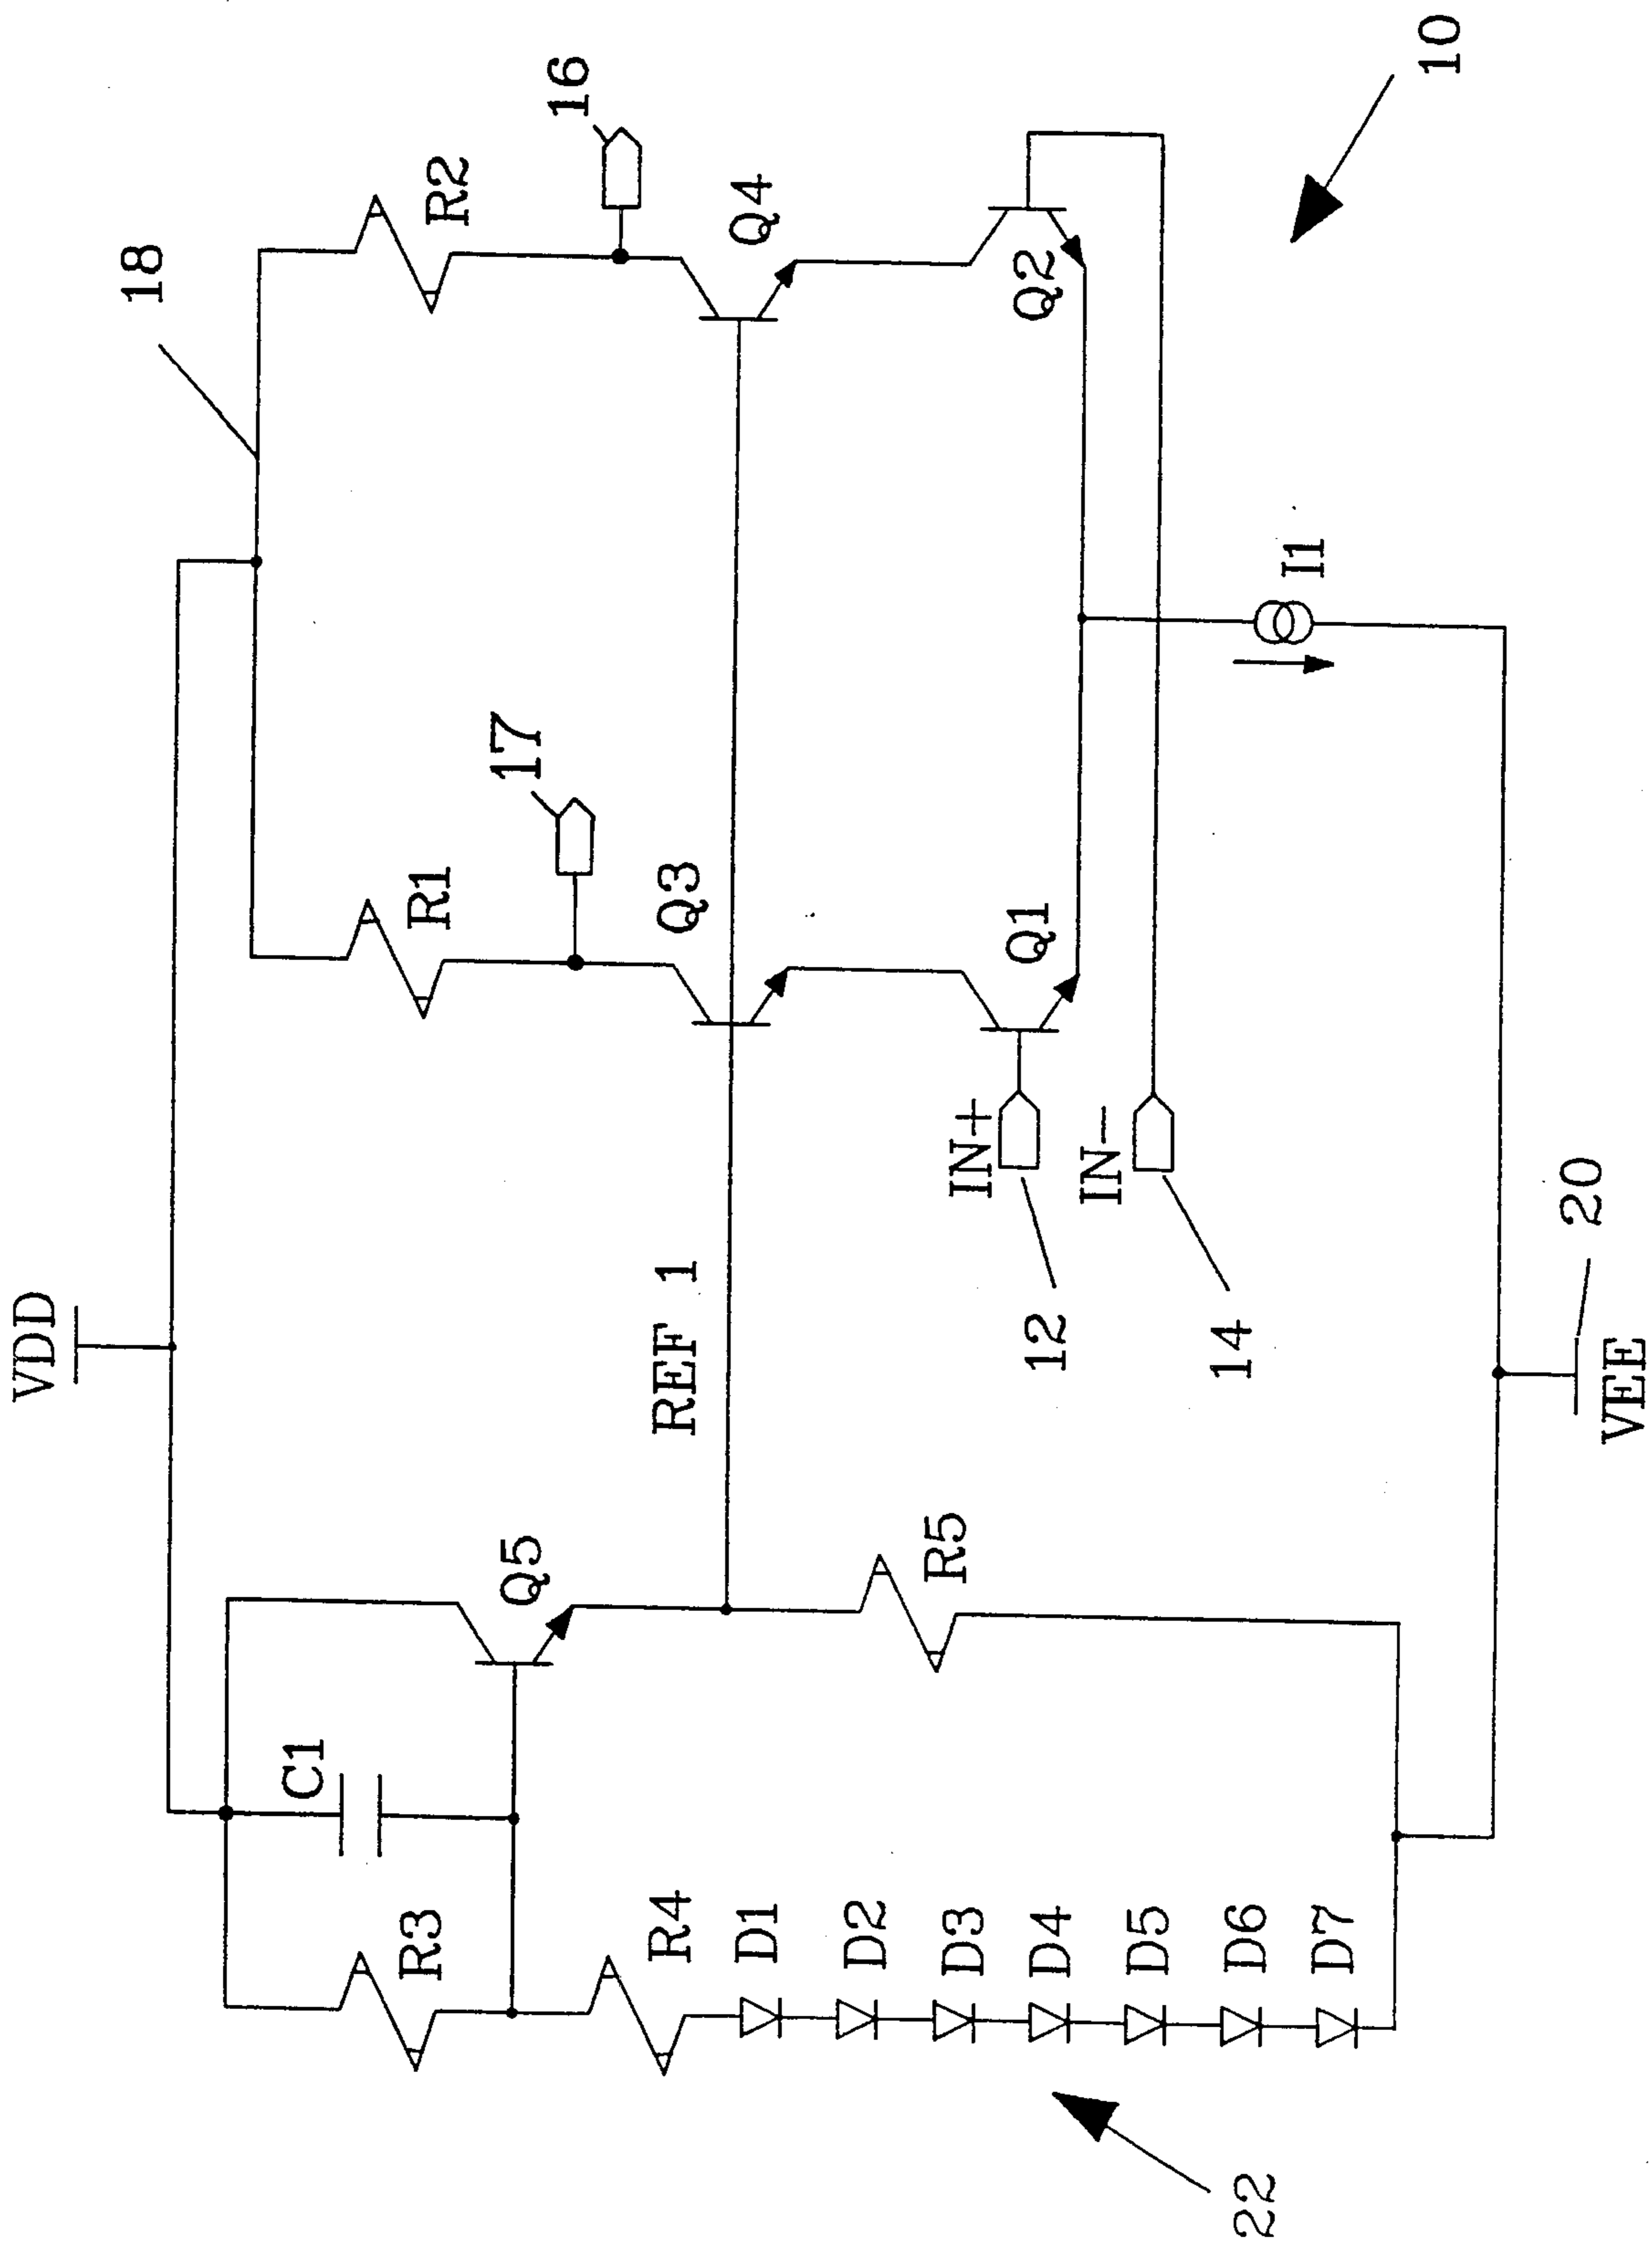 VDD
18
C1
R3
Q5
R4
D1
D2
D3
D4
D5
D6
D7
22
R5
REF 1
R1
17
Q3
Q1
IN+
IN-
12
14
R2
16
Q4
Q2
I1
10
20
VEE